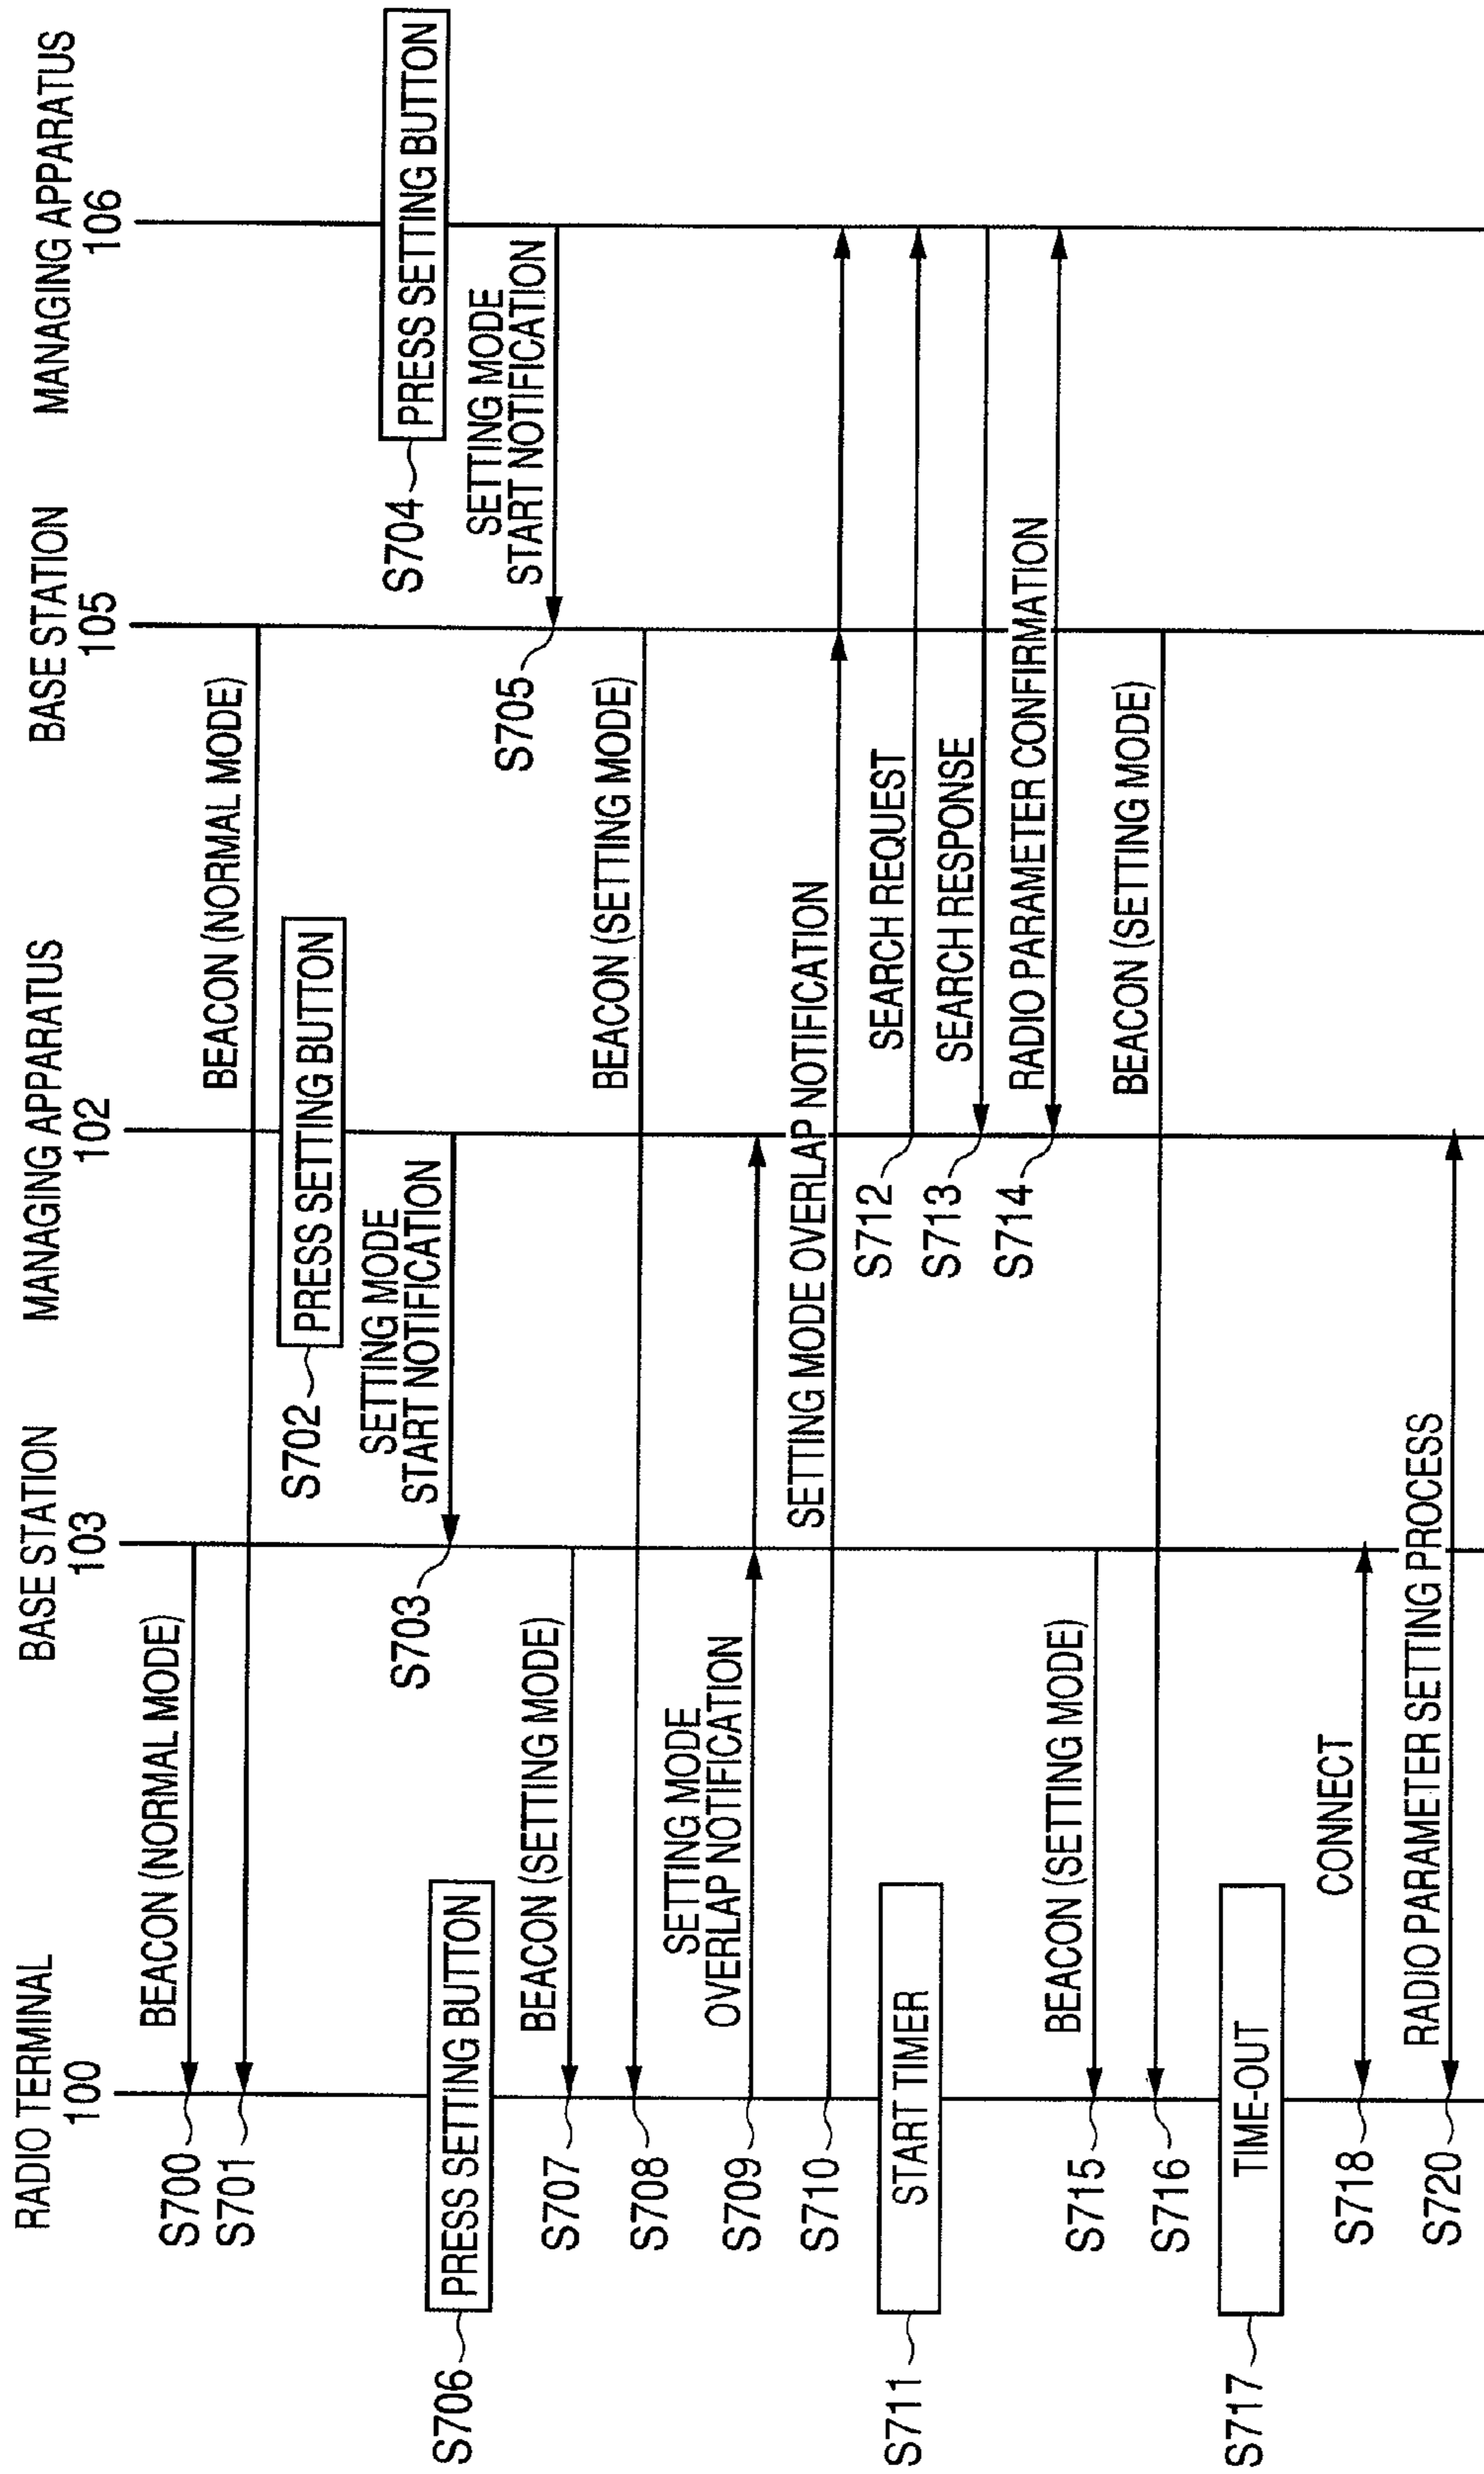 RADIO TERMINAL
100
BASE STATION
103
MANAGING APPARATUS
102
BASE STATION
105
MANAGING APPARATUS
106
BEACON (NORMAL MODE)
S700
BEACON (NORMAL MODE)
S701
PRESS SETTING BUTTON
S702
SETTING MODE
START NOTIFICATION
S703
PRESS SETTING BUTTON
S704
SETTING MODE
START NOTIFICATION
S705
PRESS SETTING BUTTON
S706
BEACON (SETTING MODE)
S707
BEACON (SETTING MODE)
S708
SETTING MODE
OVERLAP NOTIFICATION
S709
SETTING MODE OVERLAP NOTIFICATION
S710
START TIMER
S711
SEARCH REQUEST
S712
SEARCH RESPONSE
S713
RADIO PARAMETER CONFIRMATION
S714
BEACON (SETTING MODE)
S715
BEACON (SETTING MODE)
S716
TIME-OUT
S717
CONNECT
S718
RADIO PARAMETER SETTING PROCESS
S720